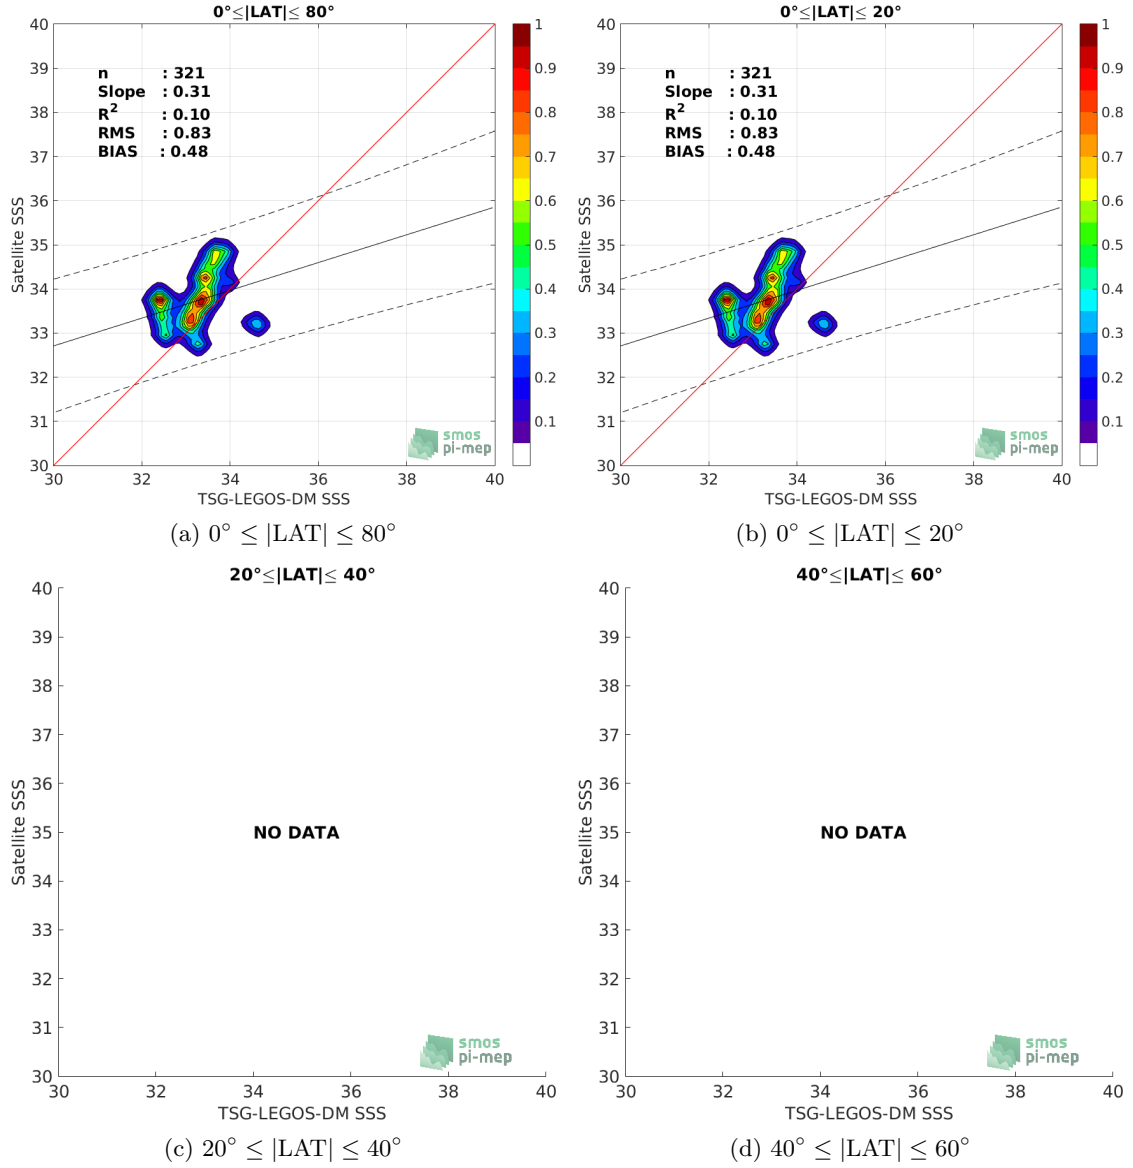 0°≤|LAT|≤ 80°
40
39
38
37
36
35
34
33
32
31
30
30 32 34 36 38 40
Satellite SSS
TSG-LEGOS-DM SSS
n : 321
Slope : 0.31
R² : 0.10
RMS : 0.83
BIAS : 0.48
1
0.9
0.8
0.7
0.6
0.5
0.4
0.3
0.2
0.1
smos
pi-mep
(a) 0° ≤ |LAT| ≤ 80°
0°≤|LAT|≤ 20°
40
39
38
37
36
35
34
33
32
31
30
30 32 34 36 38 40
Satellite SSS
TSG-LEGOS-DM SSS
n : 321
Slope : 0.31
R² : 0.10
RMS : 0.83
BIAS : 0.48
1
0.9
0.8
0.7
0.6
0.5
0.4
0.3
0.2
0.1
smos
pi-mep
(b) 0° ≤ |LAT| ≤ 20°
20°≤|LAT|≤ 40°
40
39
38
37
36
35
34
33
32
31
30
30 32 34 36 38 40
Satellite SSS
TSG-LEGOS-DM SSS
NO DATA
smos
pi-mep
(c) 20° ≤ |LAT| ≤ 40°
40°≤|LAT|≤ 60°
40
39
38
37
36
35
34
33
32
31
30
30 32 34 36 38 40
Satellite SSS
TSG-LEGOS-DM SSS
NO DATA
smos
pi-mep
(d) 40° ≤ |LAT| ≤ 60°